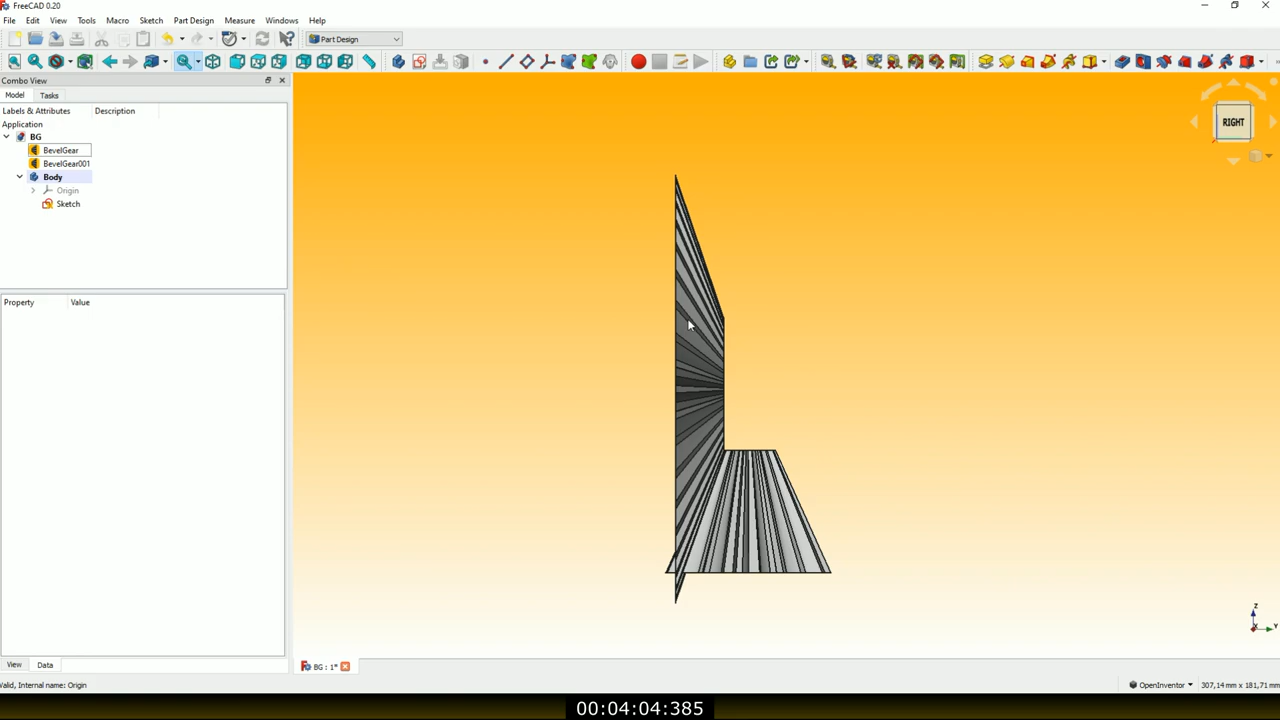 FreeCAD 0.20
File Edit View Tools Macro Sketch Part Design Measure Windows Help
Part Design
Combo View
Model Tasks
Labels & Attributes Description
Application
BG
BevelGear
BevelGear001
Body
Origin
Sketch
Property Value
RIGHT
Z
X Y
View Data
BG : 1*
Valid, Internal name: Origin
OpenInventor 307,14 mm x 181,71 mm
00:04:04:385